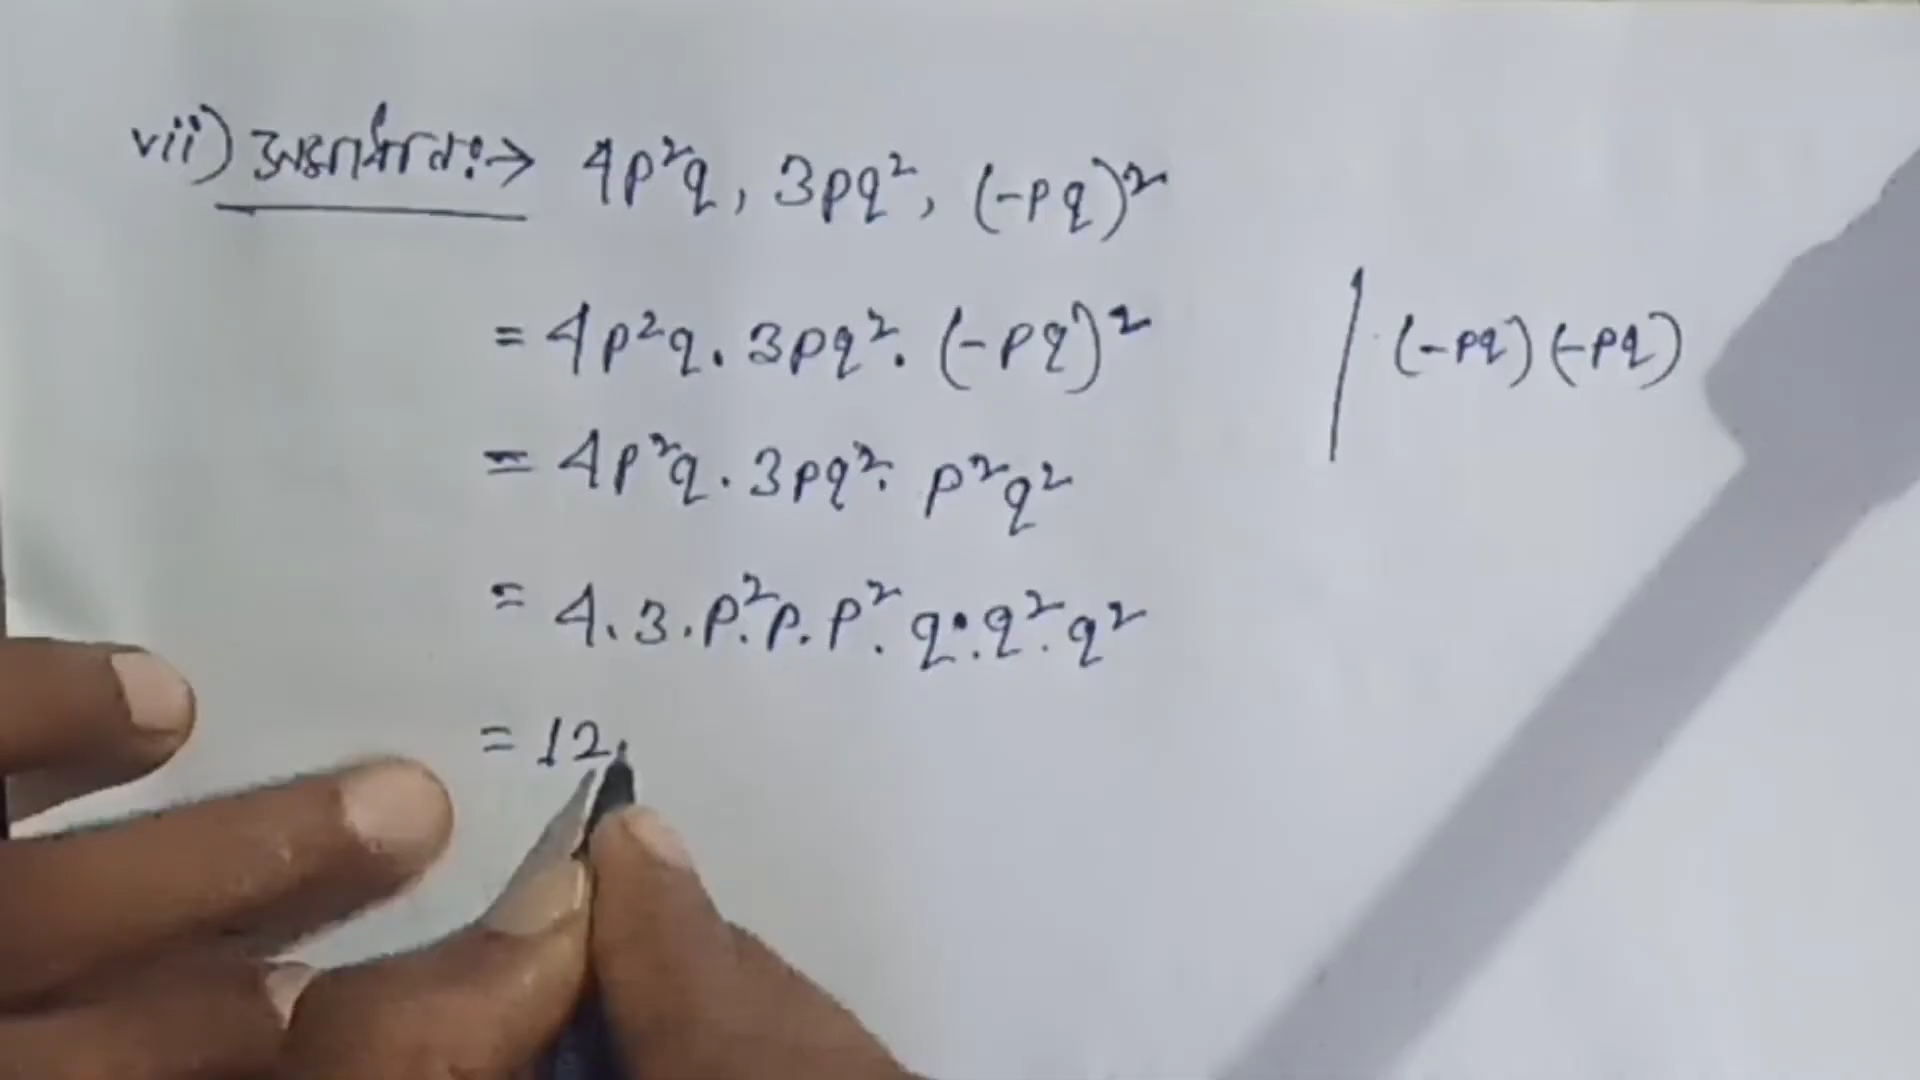 vii) সমাধান:→ 4p²q, 3pq², (-pq)²
= 4p²q. 3pq². (-pq)²
(-pq)(-pq)
= 4p²q. 3pq². p²q²
= 4.3.p².p.p².q.q².q²
= 12.